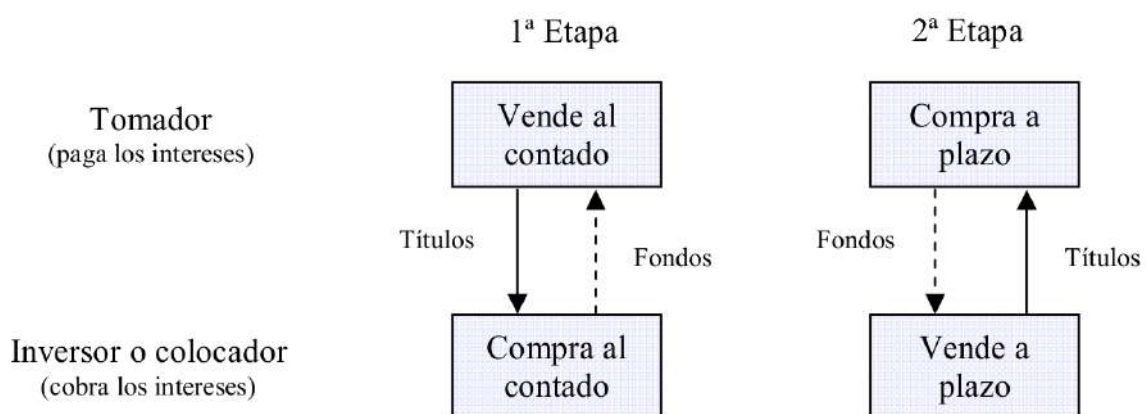 1ª Etapa
2ª Etapa
Tomador
(paga los intereses)
Vende al
contado
Compra a
plazo
Títulos
Fondos
Fondos
Títulos
Inversor o colocador
(cobra los intereses)
Compra al
contado
Vende a
plazo